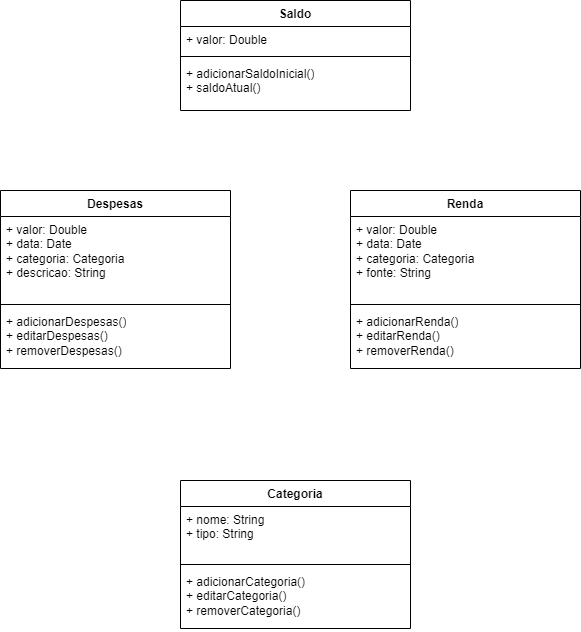 Saldo
+ valor: Double
+ adicionarSaldoInicial()
+ saldoAtual()
Despesas
+ valor: Double
+ data: Date
+ categoria: Categoria
+ descricao: String
+ adicionarDespesas()
+ editarDespesas()
+ removerDespesas()
Renda
+ valor: Double
+ data: Date
+ categoria: Categoria
+ fonte: String
+ adicionarRenda()
+ editarRenda()
+ removerRenda()
Categoria
+ nome: String
+ tipo: String
+ adicionarCategoria()
+ editarCategoria()
+ removerCategoria()